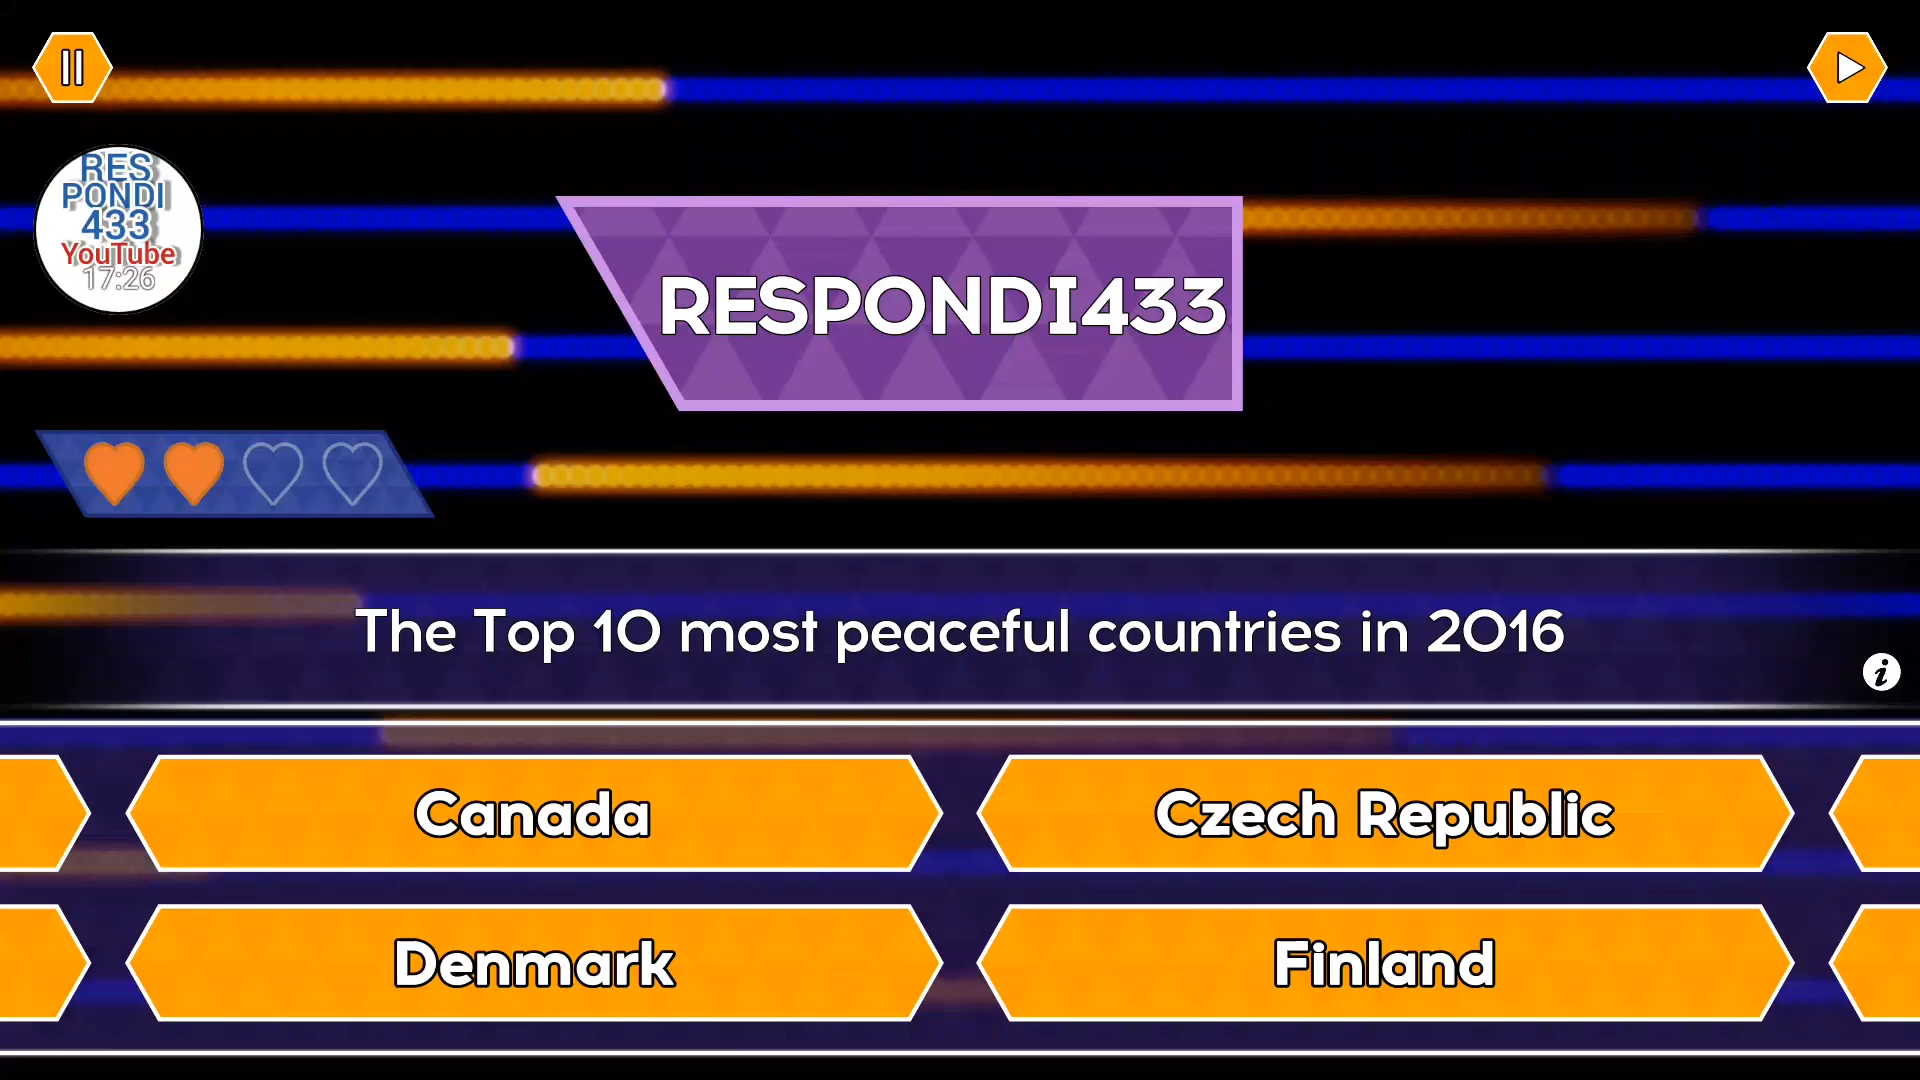 RES
PONDI
433
YouTube
17:26
RESPONDI433
The Top 10 most peaceful countries in 2016
i
Canada
Czech Republic
Denmark
Finland